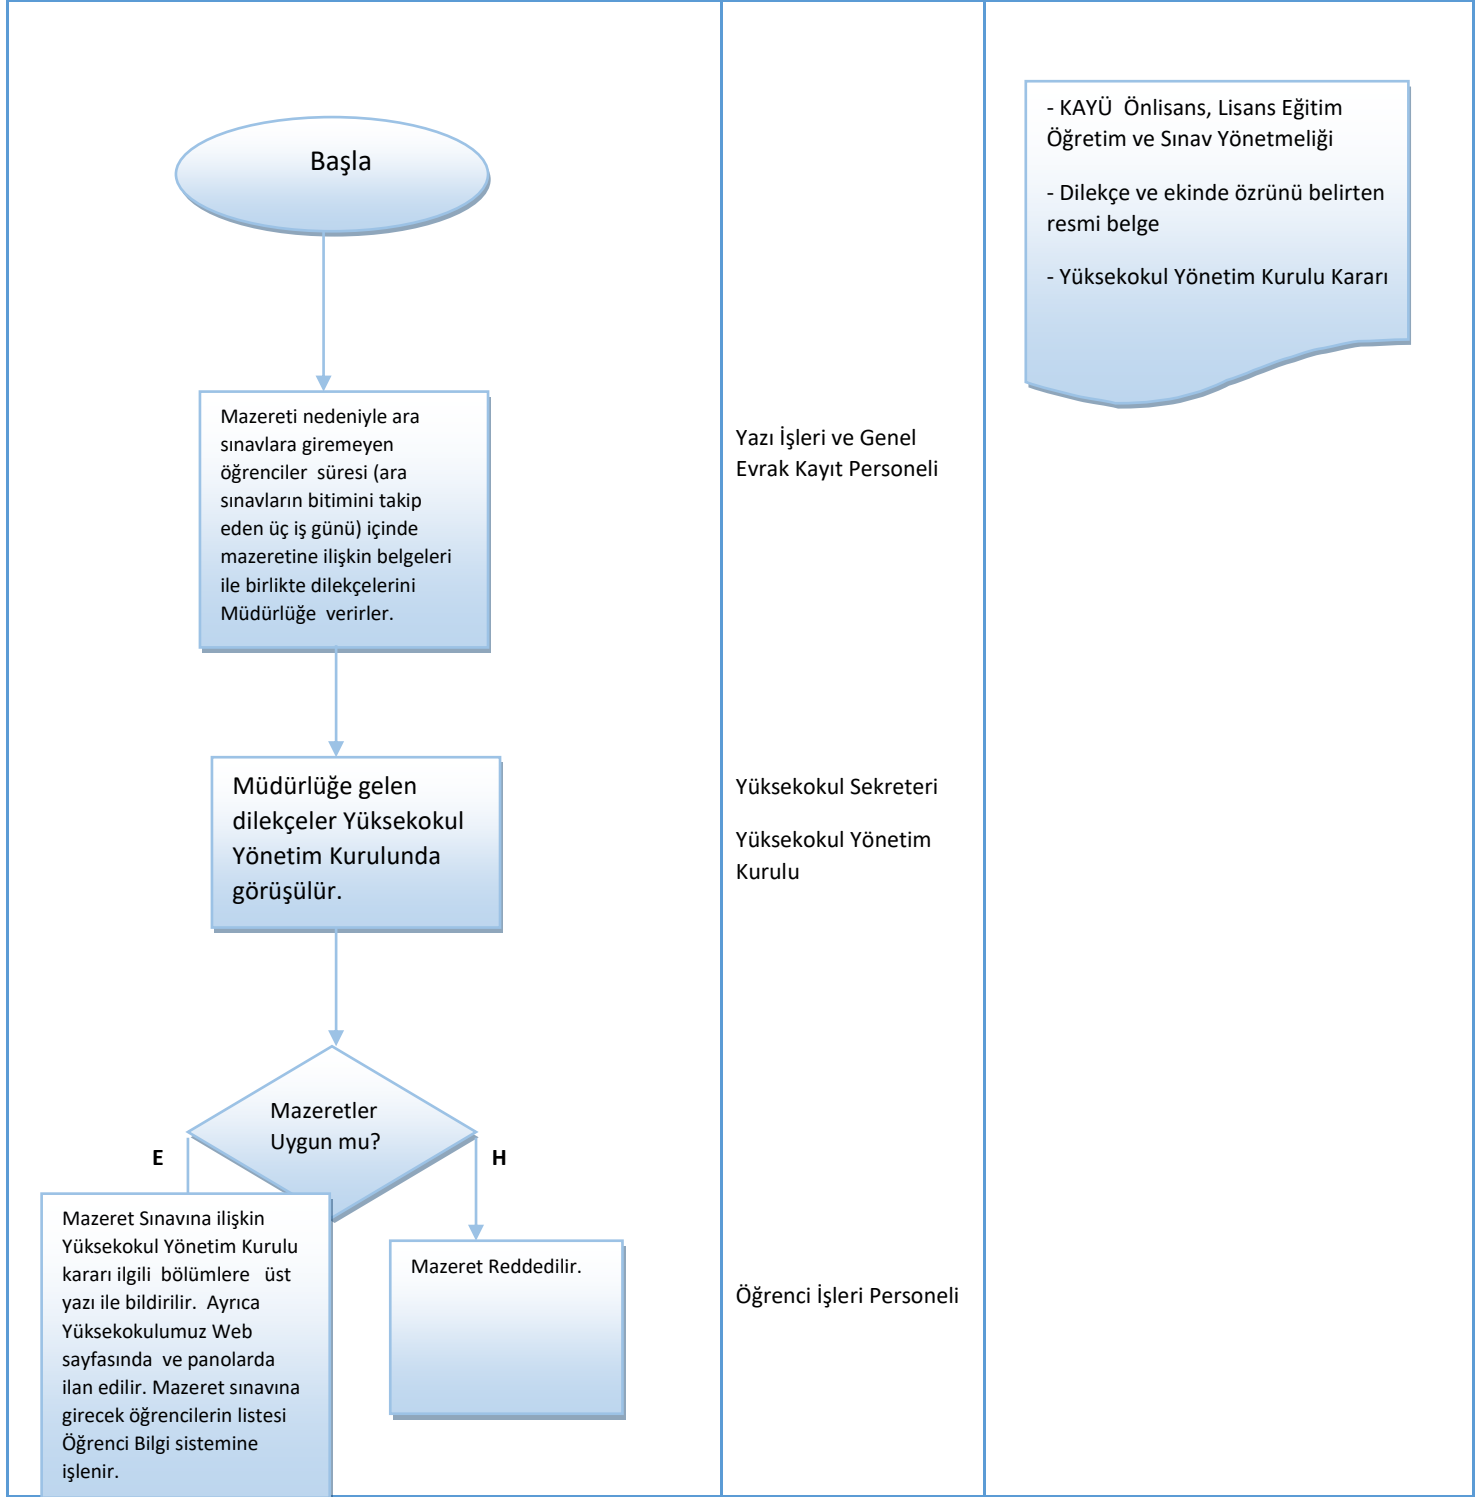 Başla
- KAYÜ  Önlisans, Lisans Eğitim
Öğretim ve Sınav Yönetmeliği
- Dilekçe ve ekinde özrünü belirten
resmi belge
- Yüksekokul Yönetim Kurulu Kararı
Mazereti nedeniyle ara
sınavlara giremeyen
öğrenciler  süresi (ara
sınavların bitimini takip
eden üç iş günü) içinde
mazeretine ilişkin belgeleri
ile birlikte dilekçelerini
Müdürlüğe  verirler.
Yazı İşleri ve Genel
Evrak Kayıt Personeli
Müdürlüğe gelen
dilekçeler Yüksekokul
Yönetim Kurulunda
görüşülür.
Yüksekokul Sekreteri
Yüksekokul Yönetim
Kurulu
Mazeretler
Uygun mu?
E
H
Mazeret Sınavına ilişkin
Yüksekokul Yönetim Kurulu
kararı ilgili  bölümlere   üst
yazı ile bildirilir.  Ayrıca
Yüksekokulumuz Web
sayfasında  ve panolarda
ilan edilir. Mazeret sınavına
girecek öğrencilerin listesi
Öğrenci Bilgi sistemine
işlenir.
Mazeret Reddedilir.
Öğrenci İşleri Personeli